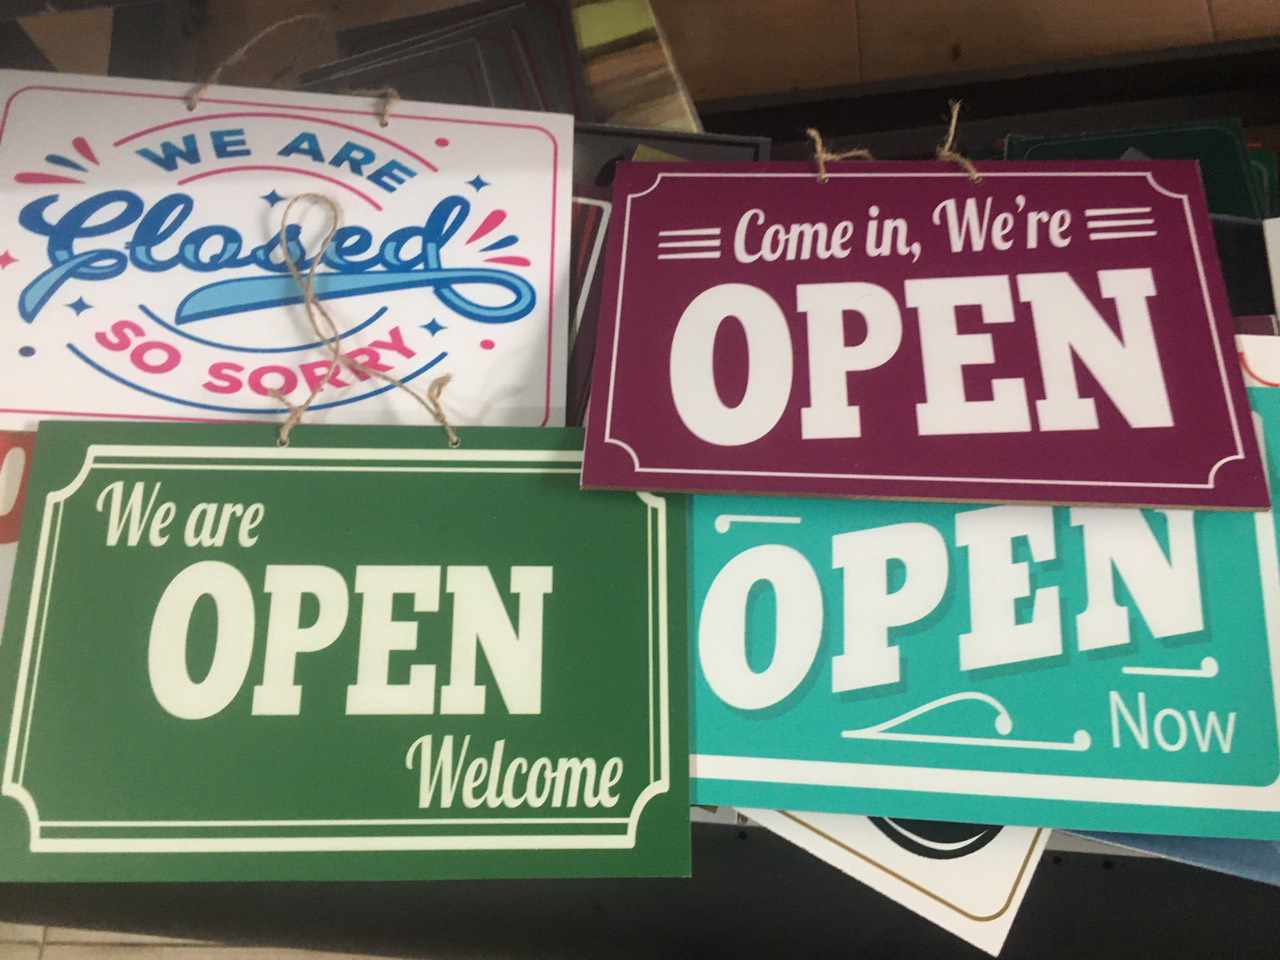 WE ARE
Closed
SO SORRY
Come in, We're
OPEN
We are
OPEN
Welcome
OPEN
Now